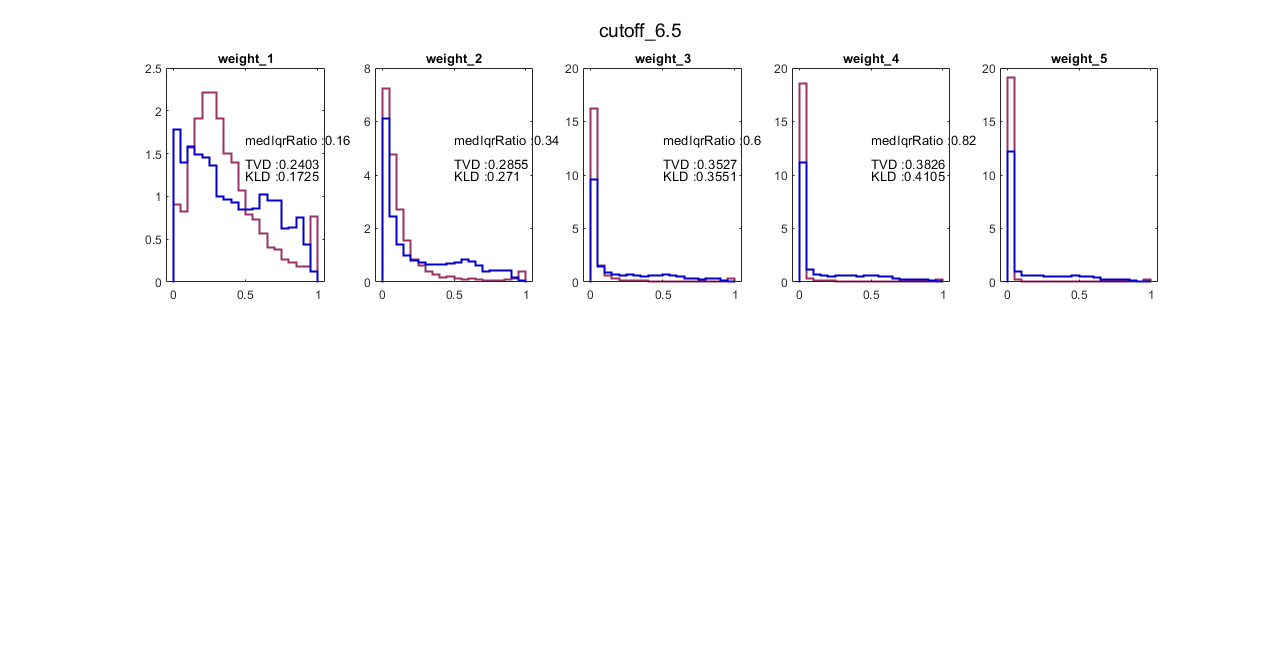 cutoff_6.5
weight_1
2.5
2
1.5
1
0.5
0
0
0.5
1
medIqrRatio :0.16
TVD :0.2403
KLD :0.1725
weight_2
8
6
4
2
0
0
0.5
1
medIqrRatio :0.34
TVD :0.2855
KLD :0.271
weight_3
20
15
10
5
0
0
0.5
1
medIqrRatio :0.6
TVD :0.3527
KLD :0.3551
weight_4
20
15
10
5
0
0
0.5
1
medIqrRatio :0.82
TVD :0.3826
KLD :0.4105
weight_5
20
15
10
5
0
0
0.5
1